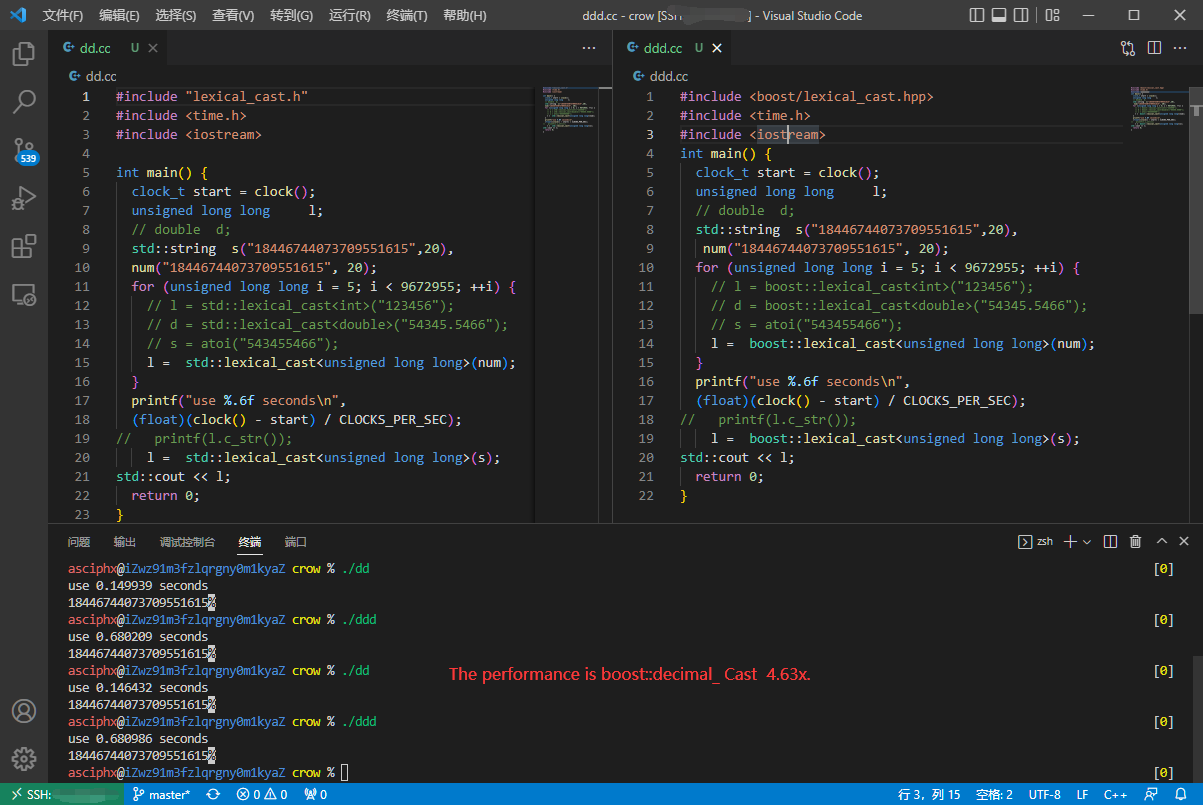 文件(F) 编辑(E) 选择(S) 查看(V) 转到(G) 运行(R) 终端(T) 帮助(H) ddd.cc - crow [SSH ] - Visual Studio Code
dd.cc U
dd.cc
1 #include "lexical_cast.h"
2 #include <time.h>
3 #include <iostream>
4
5 int main() {
6 clock_t start = clock();
7 unsigned long long l;
8 // double d;
9 std::string s("18446744073709551615",20),
10 num("18446744073709551615", 20);
11 for (unsigned long long i = 5; i < 9672955; ++i) {
12 // l = std::lexical_cast<int>("123456");
13 // d = std::lexical_cast<double>("54345.5466");
14 // s = atoi("543455466");
15 l = std::lexical_cast<unsigned long long>(num);
16 }
17 printf("use %.6f seconds\n",
18 (float)(clock() - start) / CLOCKS_PER_SEC);
19 // printf(l.c_str());
20 l = std::lexical_cast<unsigned long long>(s);
21 std::cout << l;
22 return 0;
23 }
ddd.cc U
ddd.cc
1 #include <boost/lexical_cast.hpp>
2 #include <time.h>
3 #include <iostream>
4 int main() {
5 clock_t start = clock();
6 unsigned long long l;
7 // double d;
8 std::string s("18446744073709551615",20),
9 num("18446744073709551615", 20);
10 for (unsigned long long i = 5; i < 9672955; ++i) {
11 // l = boost::lexical_cast<int>("123456");
12 // d = boost::lexical_cast<double>("54345.5466");
13 // s = atoi("543455466");
14 l = boost::lexical_cast<unsigned long long>(num);
15 }
16 printf("use %.6f seconds\n",
17 (float)(clock() - start) / CLOCKS_PER_SEC);
18 // printf(l.c_str());
19 l = boost::lexical_cast<unsigned long long>(s);
20 std::cout << l;
21 return 0;
22 }
539
问题 输出 调试控制台 终端 端口 zsh
asciphx@iZwz91m3fzlqrgny0m1kyaZ crow % ./dd [0]
use 0.149939 seconds
18446744073709551615%
asciphx@iZwz91m3fzlqrgny0m1kyaZ crow % ./ddd [0]
use 0.680209 seconds
18446744073709551615%
asciphx@iZwz91m3fzlqrgny0m1kyaZ crow % ./dd [0]
The performance is boost::decimal_ Cast 4.63x.
use 0.146432 seconds
18446744073709551615%
asciphx@iZwz91m3fzlqrgny0m1kyaZ crow % ./ddd [0]
use 0.680986 seconds
18446744073709551615%
asciphx@iZwz91m3fzlqrgny0m1kyaZ crow % [0]
SSH: master* 0 0 0 行 3，列 15 空格: 2 UTF-8 LF C++